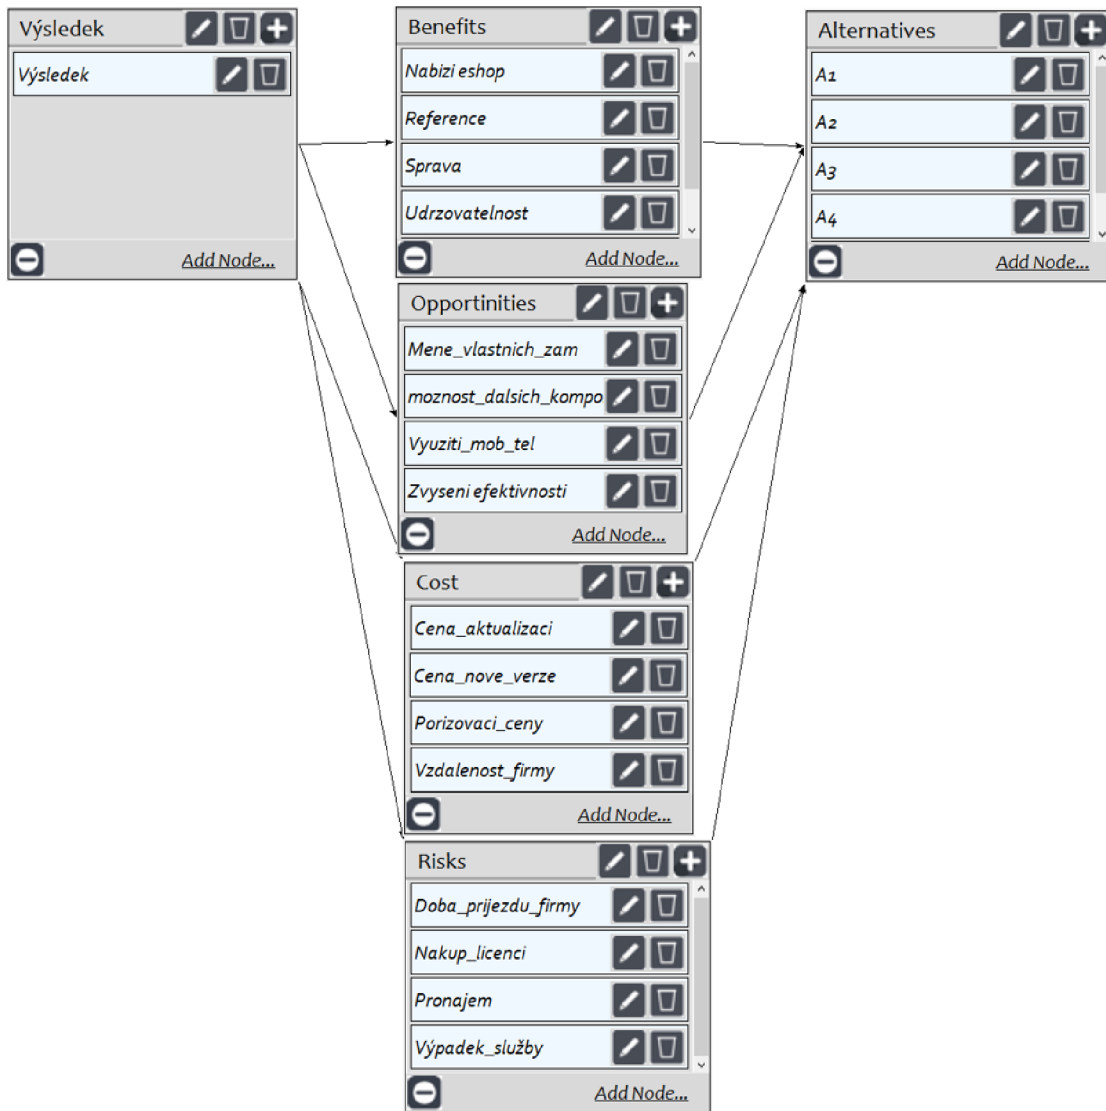 Výsledek
Výsledek
Add Node...
Benefits
Nabizi eshop
Reference
Sprava
Udrzovatelnost
Add Node...
Alternatives
A1
A2
A3
A4
Add Node...
Opportinities
Mene_vlastnich_zam
moznost_dalsich_kompo
Vyuziti_mob_tel
Zvyseni efektivnosti
Add Node...
Cost
Cena_aktualizaci
Cena_nove_verze
Porizovaci_ceny
Vzdalenost_firmy
Add Node...
Risks
Doba_prijezdu_firmy
Nakup_licenci
Pronajem
Výpadek_služby
Add Node...